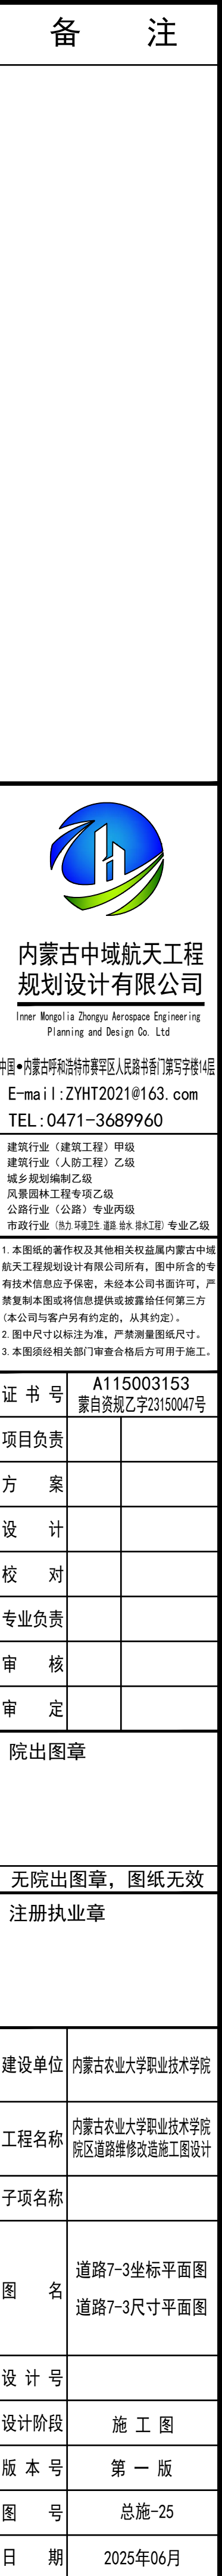 备 注
内蒙古中域航天工程
规划设计有限公司
Inner Mongolia Zhongyu Aerospace Engineering
Planning and Design Co. Ltd
中国•内蒙古呼和浩特市赛罕区人民路书香门第写字楼14层
E-mail:ZYHT2021@163.com
TEL:0471-3689960
建筑行业（建筑工程）甲级
建筑行业（人防工程）乙级
城乡规划编制乙级
风景园林工程专项乙级
公路行业（公路）专业丙级
市政行业（热力.环境卫生.道路.给水.排水工程）专业乙级
1.本图纸的著作权及其他相关权益属内蒙古中域
航天工程规划设计有限公司所有，图中所含的专
有技术信息应予保密，未经本公司书面许可，严
禁复制本图或将信息提供或披露给任何第三方
(本公司与客户另有约定的，从其约定)。
2.图中尺寸以标注为准，严禁测量图纸尺寸。
3.本图须经相关部门审查合格后方可用于施工。
证 书 号 A115003153
蒙自资规乙字23150047号
项目负责
方 案
设 计
校 对
专业负责
审 核
审 定
院出图章
无院出图章，图纸无效
注册执业章
建设单位 内蒙古农业大学职业技术学院
工程名称 内蒙古农业大学职业技术学院
院区道路维修改造施工图设计
子项名称
图 名 道路7-3坐标平面图
道路7-3尺寸平面图
设 计 号
设计阶段 施 工 图
版 本 号 第 一 版
图 号 总施-25
日 期 2025年06月